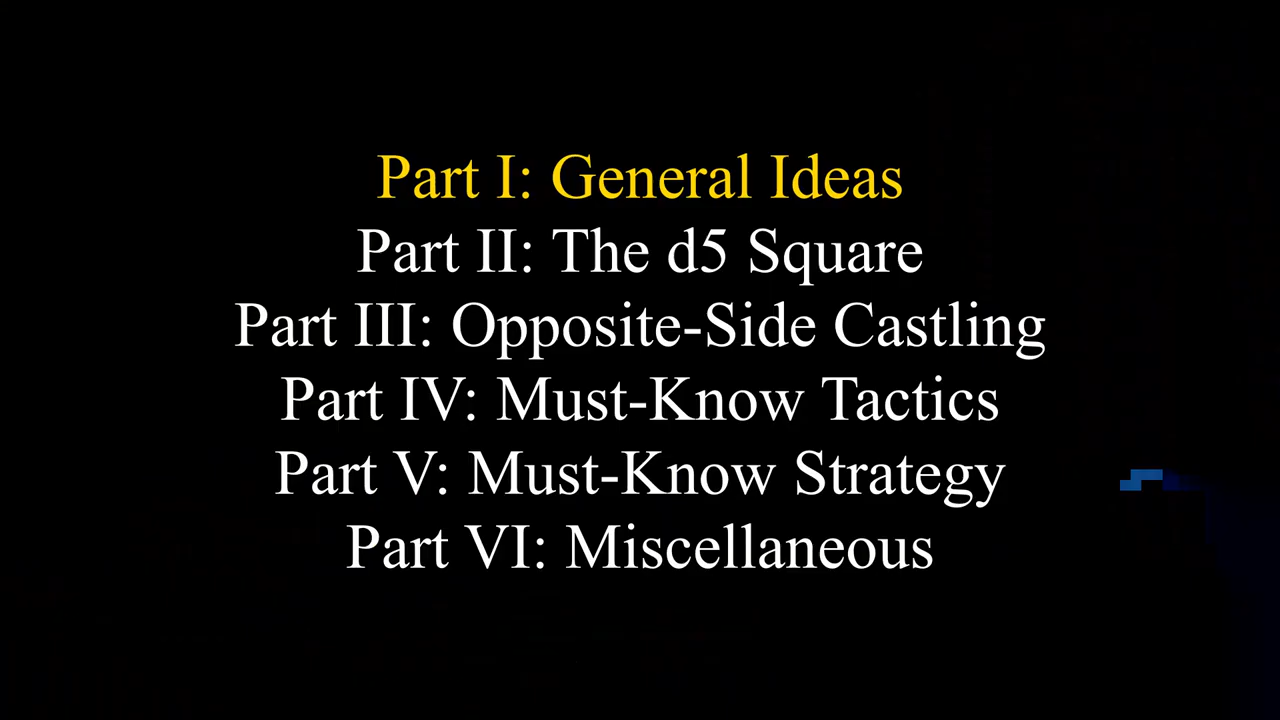 Part I: General Ideas
Part II: The d5 Square
Part III: Opposite-Side Castling
Part IV: Must-Know Tactics
Part V: Must-Know Strategy
Part VI: Miscellaneous